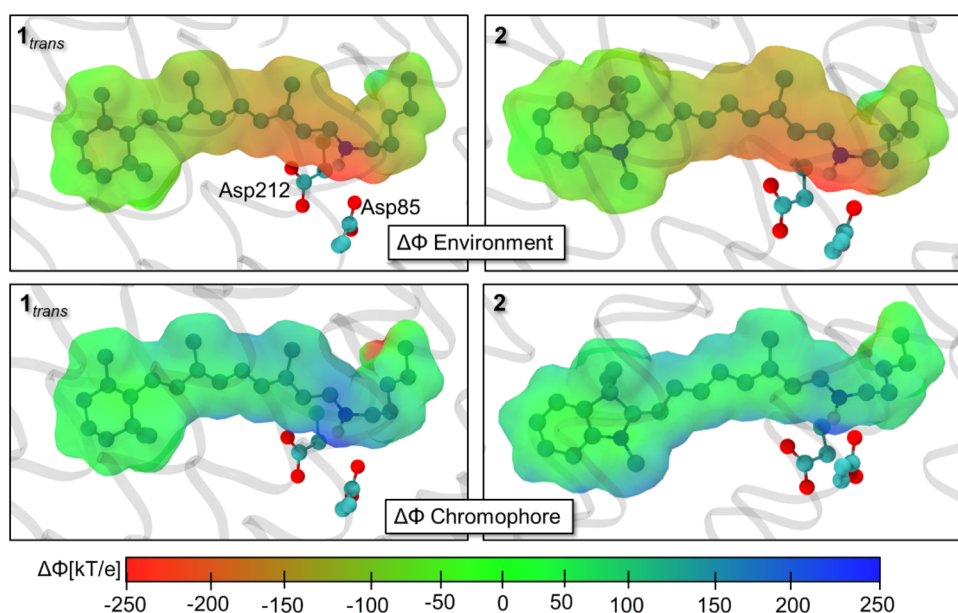 1trans
2
Asp212
Asp85
ΔΦ Environment
1trans
2
ΔΦ Chromophore
ΔΦ[kT/e]
-250 -200 -150 -100 -50 0 50 100 150 200 250